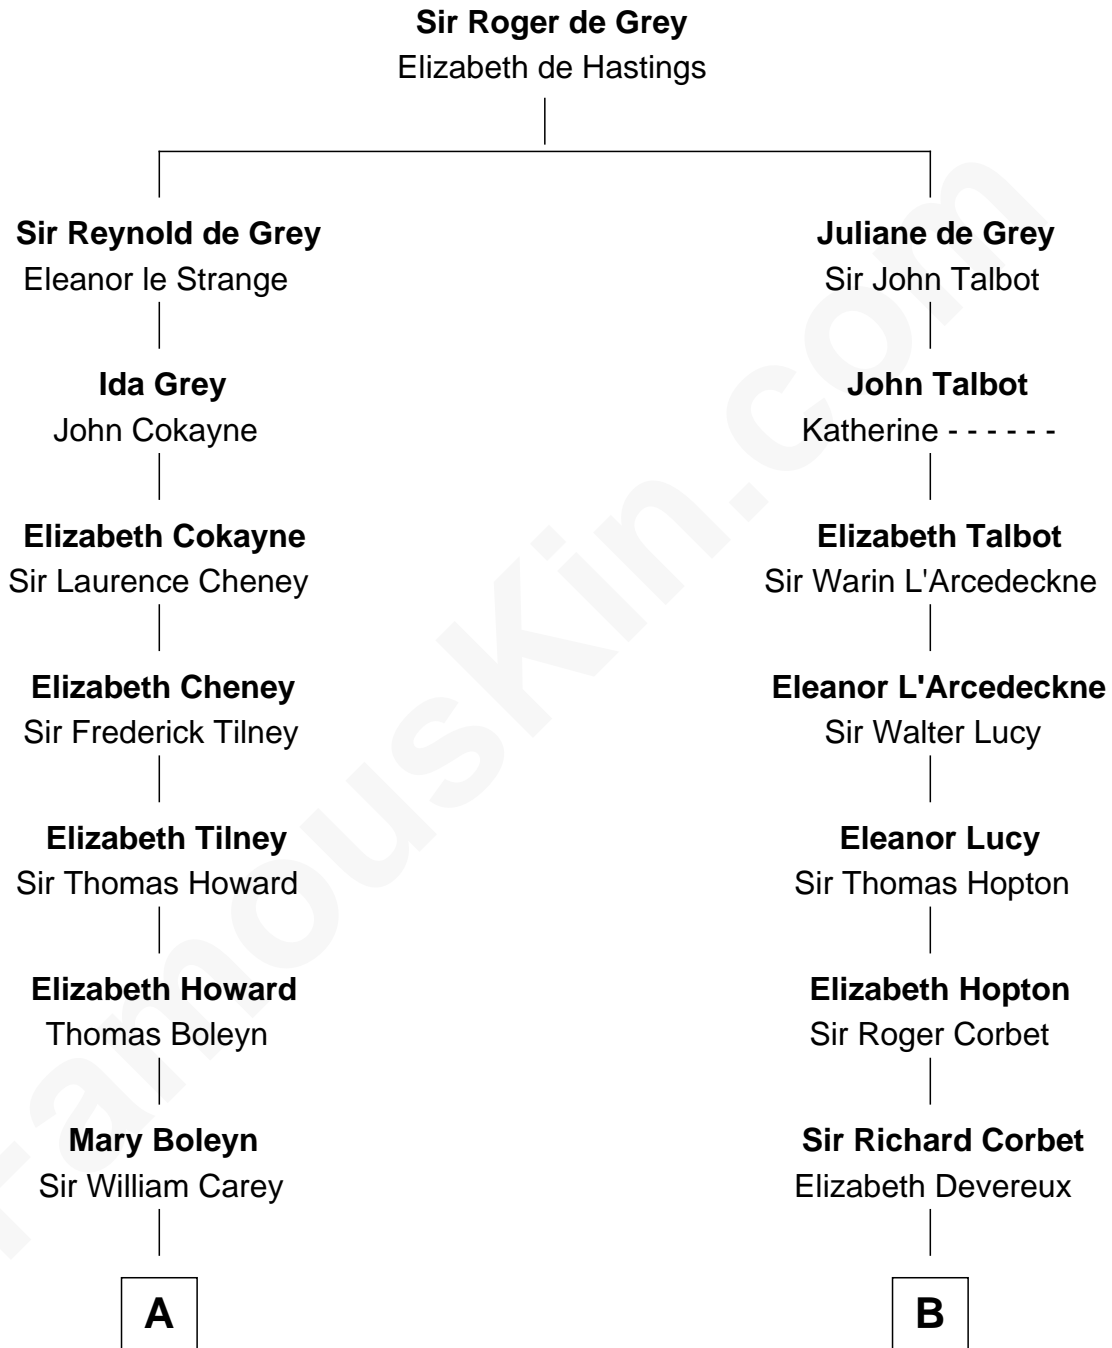 Sir Roger de Grey
Elizabeth de Hastings
Sir Reynold de Grey
Eleanor le Strange
Ida Grey
John Cokayne
Elizabeth Cokayne
Sir Laurence Cheney
Elizabeth Cheney
Sir Frederick Tilney
Elizabeth Tilney
Sir Thomas Howard
Elizabeth Howard
Thomas Boleyn
Mary Boleyn
Sir William Carey
A
Juliane de Grey
Sir John Talbot
John Talbot
Katherine - - - - - -
Elizabeth Talbot
Sir Warin L'Arcedeckne
Eleanor L'Arcedeckne
Sir Walter Lucy
Eleanor Lucy
Sir Thomas Hopton
Elizabeth Hopton
Sir Roger Corbet
Sir Richard Corbet
Elizabeth Devereux
B
FamousKin.com